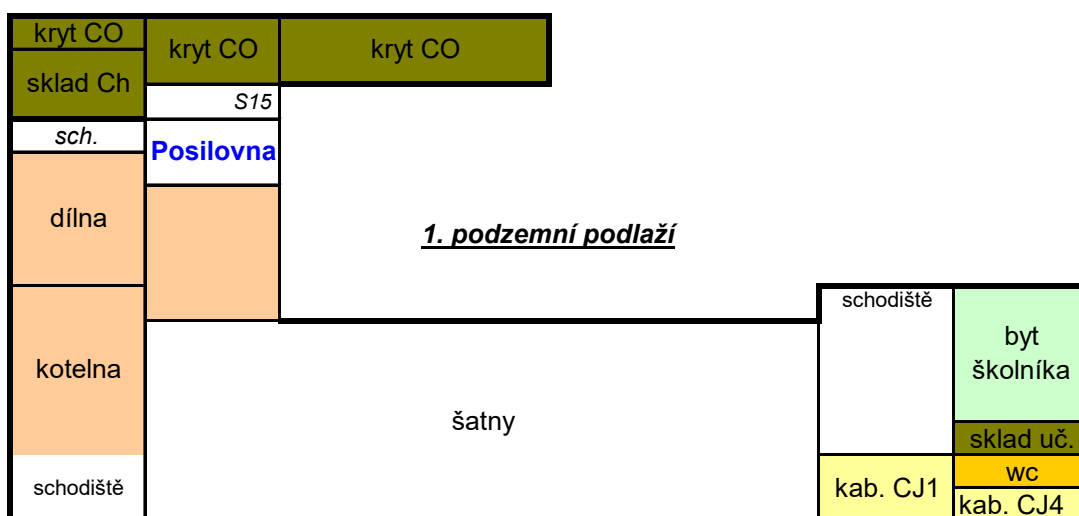 kryt CO
kryt CO
kryt CO
sklad Ch
S15
sch.
Posilovna
dílna
1. podzemní podlaží
schodiště
byt
školníka
kotelna
šatny
sklad uč.
schodiště
kab. CJ1
wc
kab. CJ4